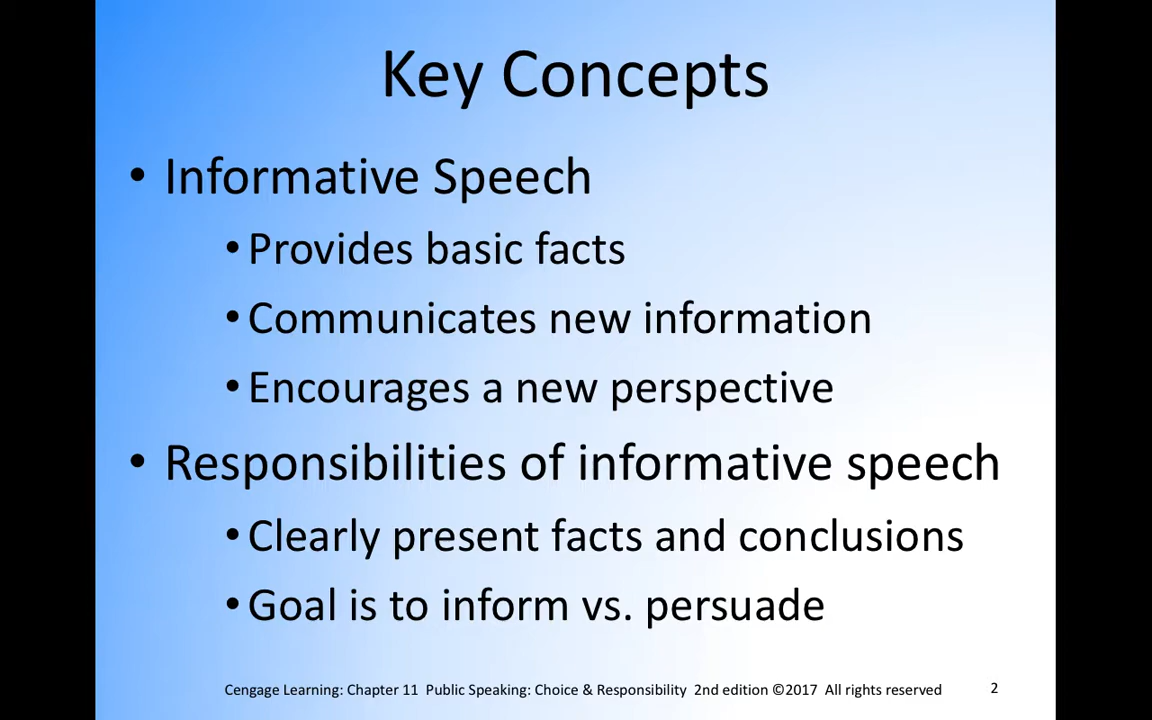 Key Concepts
• Informative Speech
• Provides basic facts
• Communicates new information
• Encourages a new perspective
• Responsibilities of informative speech
• Clearly present facts and conclusions
• Goal is to inform vs. persuade
Cengage Learning: Chapter 11 Public Speaking: Choice & Responsibility 2nd edition ©2017 All rights reserved 2